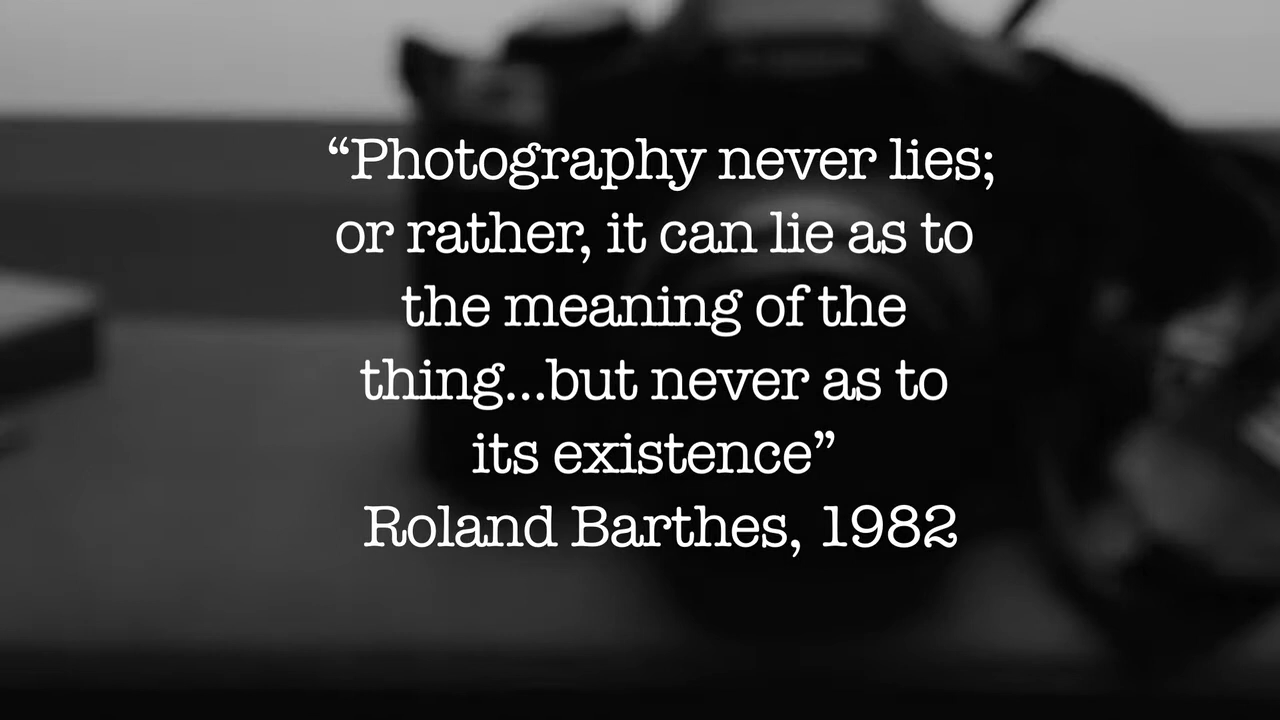 “Photography never lies;
or rather, it can lie as to
the meaning of the
thing...but never as to
its existence”
Roland Barthes, 1982